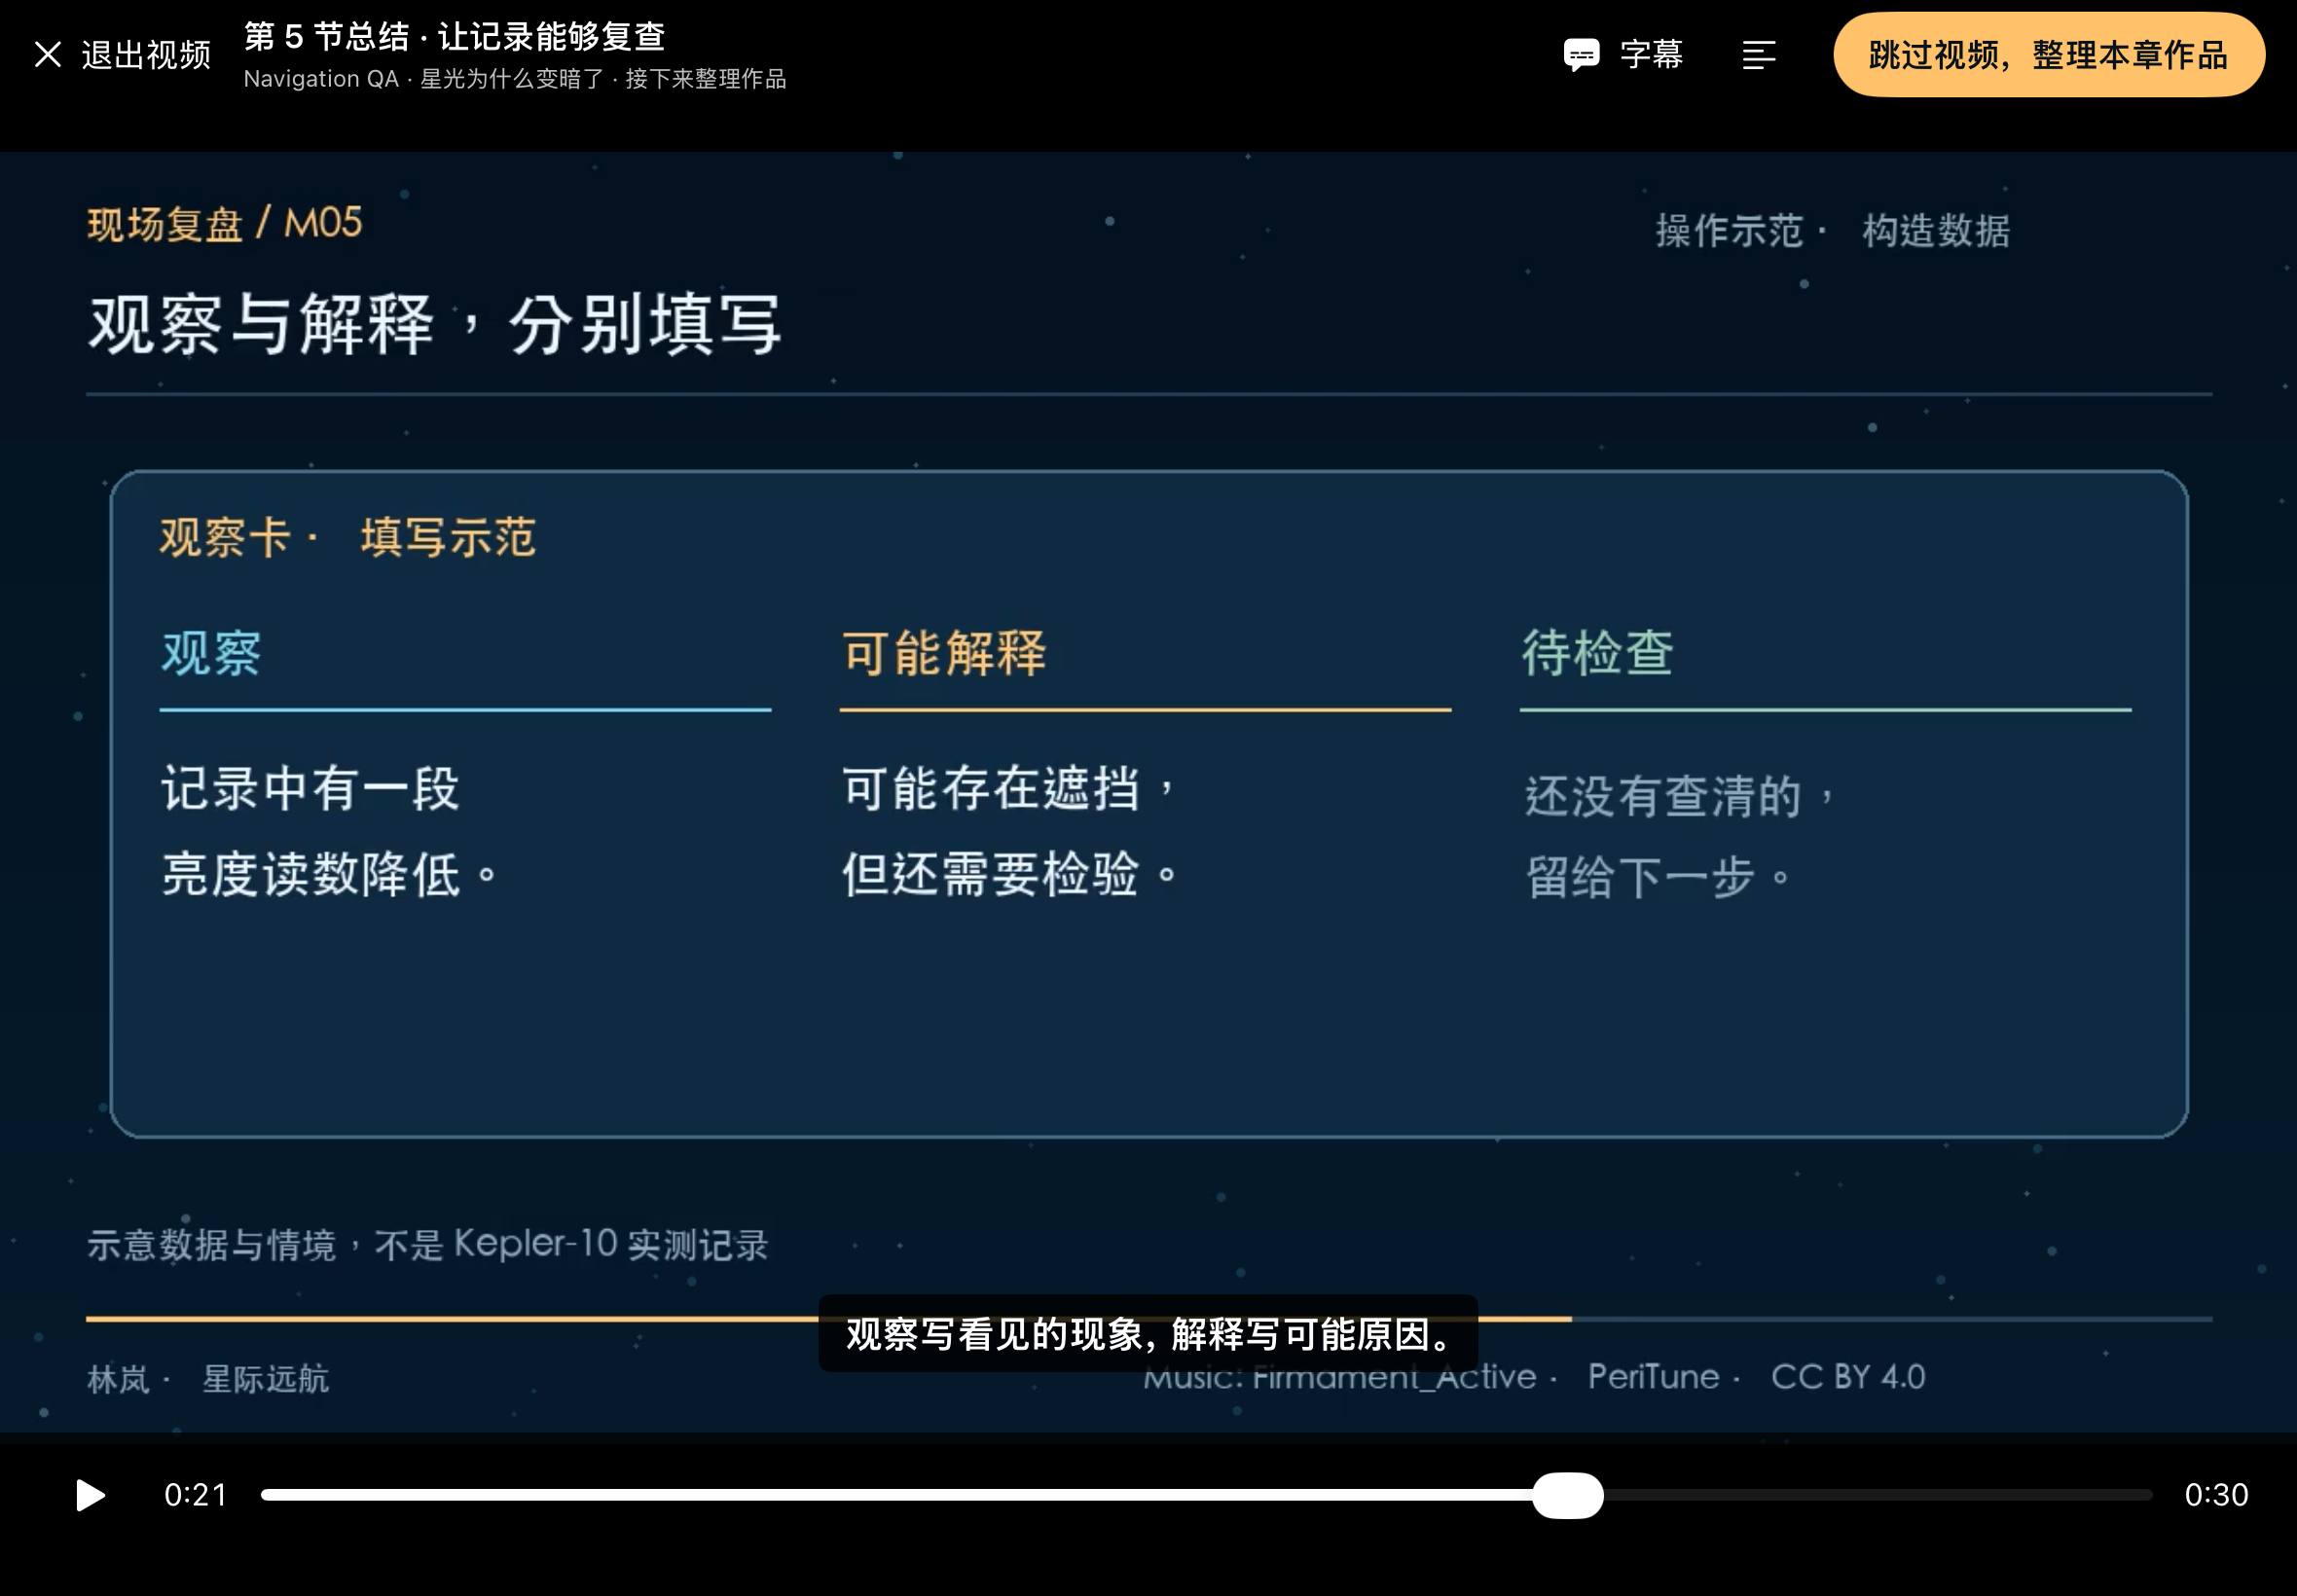 退出视频
第 5 节总结 · 让记录能够复查
Navigation QA · 星光为什么变暗了 · 接下来整理作品
字幕
跳过视频，整理本章作品
现场复盘 / M05
操作示范 · 构造数据
观察与解释，分别填写
观察卡 · 填写示范
观察
记录中有一段
亮度读数降低。
可能解释
可能存在遮挡，
但还需要检验。
待检查
还没有查清的，
留给下一步。
示意数据与情境，不是 Kepler-10 实测记录
观察写看见的现象，解释写可能原因。
林岚 · 星际远航
Music: Firmament_Active · PeriTune · CC BY 4.0
0:21
0:30